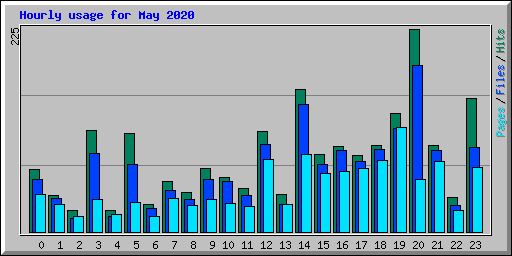 Hourly usage for May 2020
225
Pages/Files/Hits
0 1 2 3 4 5 6 7 8 9 10 11 12 13 14 15 16 17 18 19 20 21 22 23